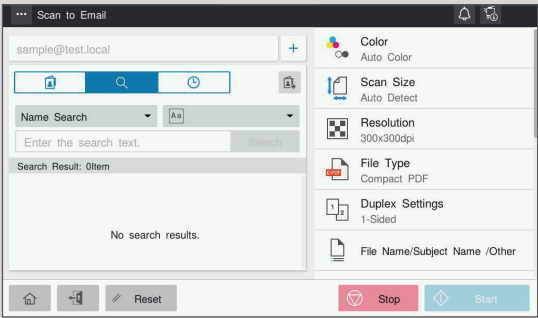 Scan to Email
sample@test.local
+
Name Search
Aa
Enter the search text.
Search
Search Result: 0Item
No search results.
Color
Auto Color
Scan Size
Auto Detect
Resolution
300x300dpi
File Type
C-PDF
Compact PDF
Duplex Settings
1 2
1-Sided
File Name/Subject Name /Other
Reset
Stop
Start